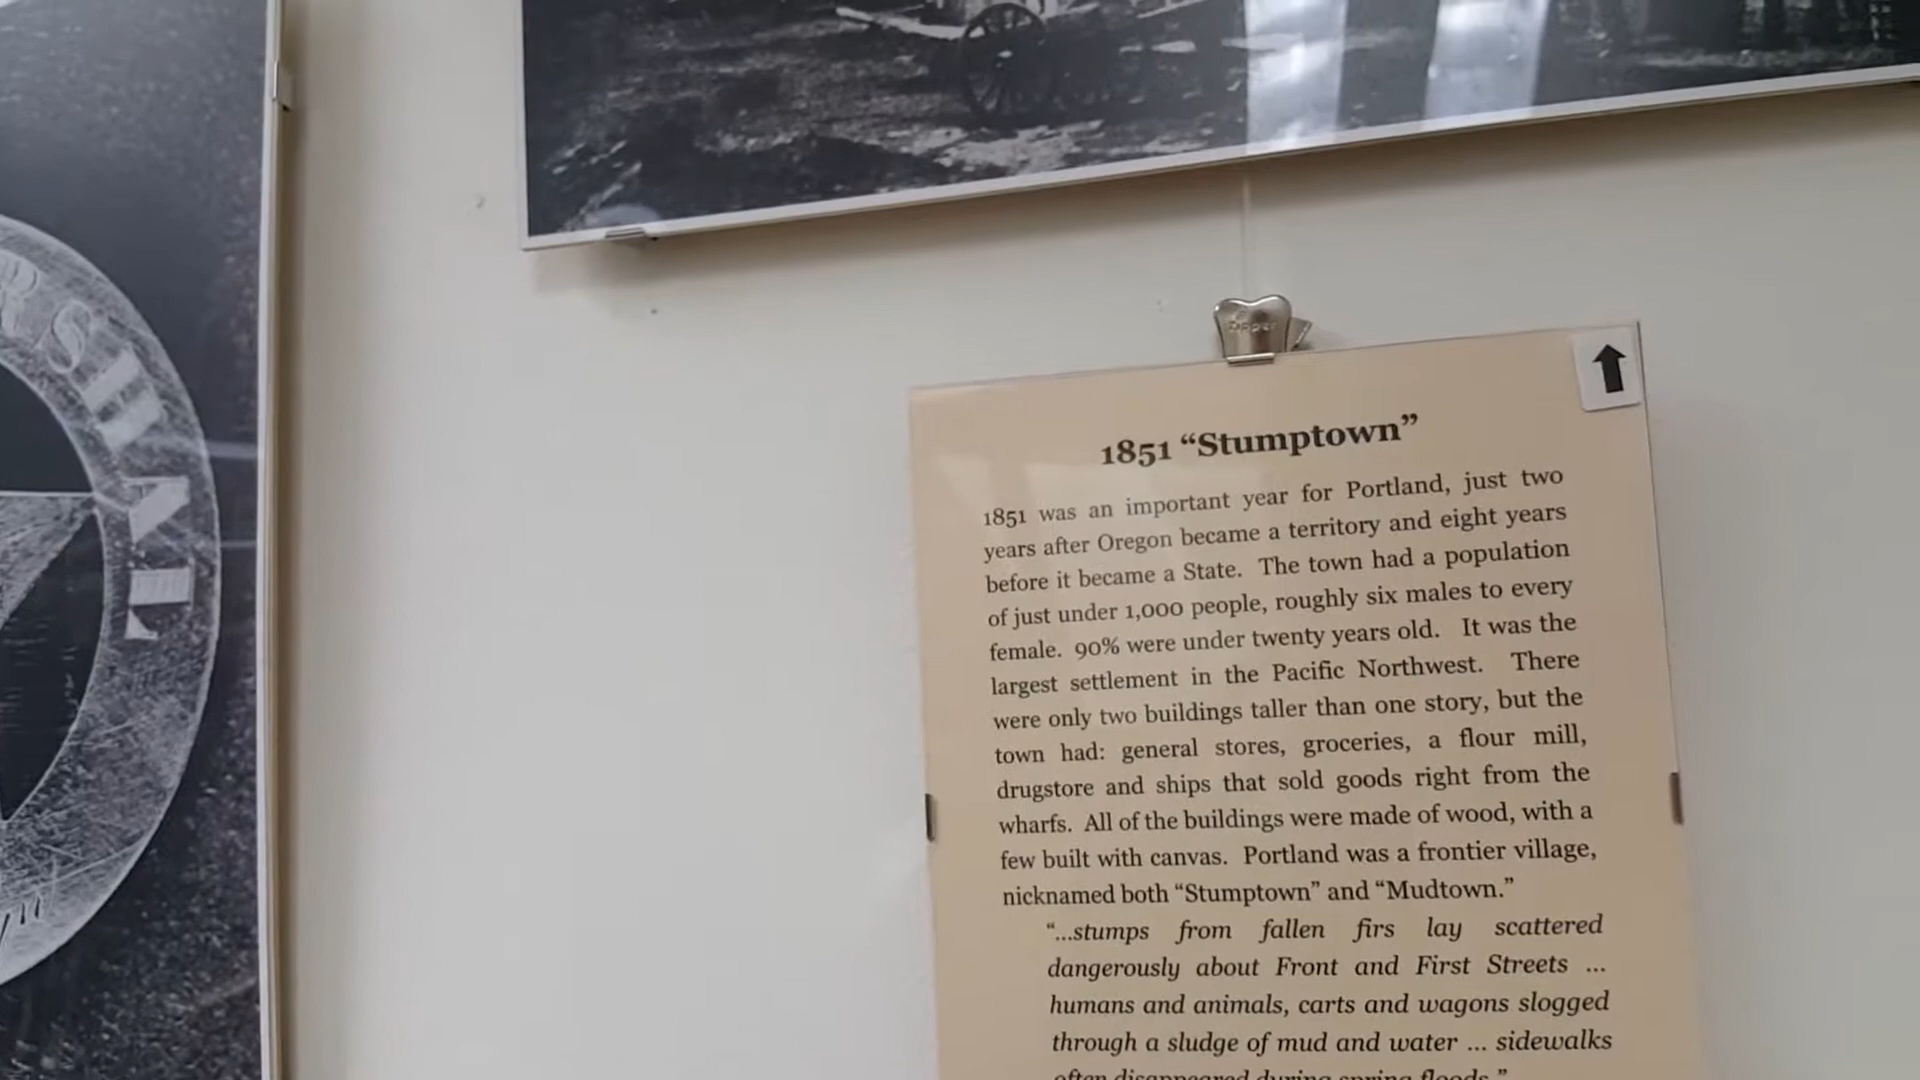 RSHAL
1851 “Stumptown”
1851 was an important year for Portland, just two
years after Oregon became a territory and eight years
before it became a State. The town had a population
of just under 1,000 people, roughly six males to every
female. 90% were under twenty years old. It was the
largest settlement in the Pacific Northwest. There
were only two buildings taller than one story, but the
town had: general stores, groceries, a flour mill,
drugstore and ships that sold goods right from the
wharfs. All of the buildings were made of wood, with a
few built with canvas. Portland was a frontier village,
nicknamed both “Stumptown” and “Mudtown.”
“...stumps from fallen firs lay scattered
dangerously about Front and First Streets ...
humans and animals, carts and wagons slogged
through a sludge of mud and water ... sidewalks
often disappeared during spring floods.”